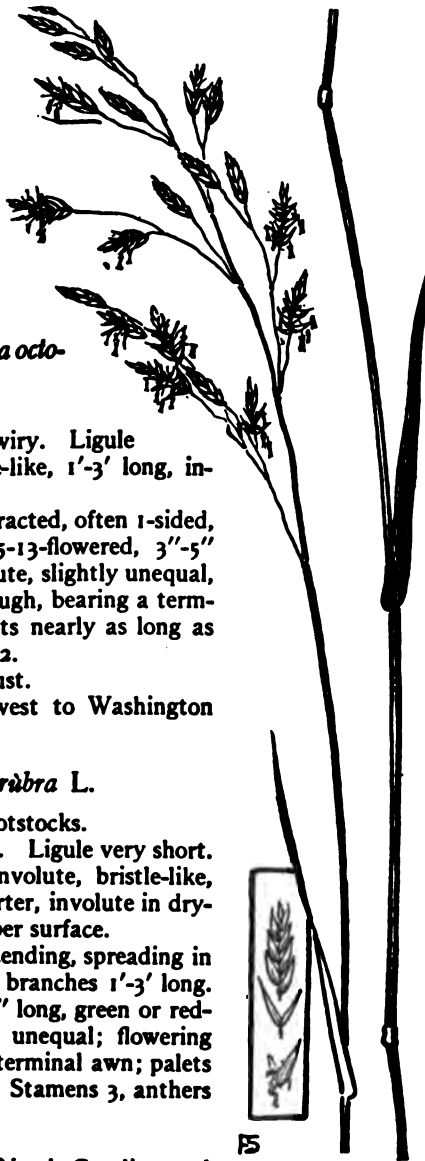 a octo-
wiry. Ligule
-like, 1'-3' long, in-
racted, often 1-sided,
5-13-flowered, 3"-5"
ute, slightly unequal,
ugh, bearing a term-
ts nearly as long as
2.
ust.
west to Washington
rùbra L.
otstocks.
. Ligule very short.
nvolute, bristle-like,
rter, involute in dry-
per surface.
ending, spreading in
branches 1'-3' long.
" long, green or red-
unequal; flowering
terminal awn; palets
Stamens 3, anthers
FS